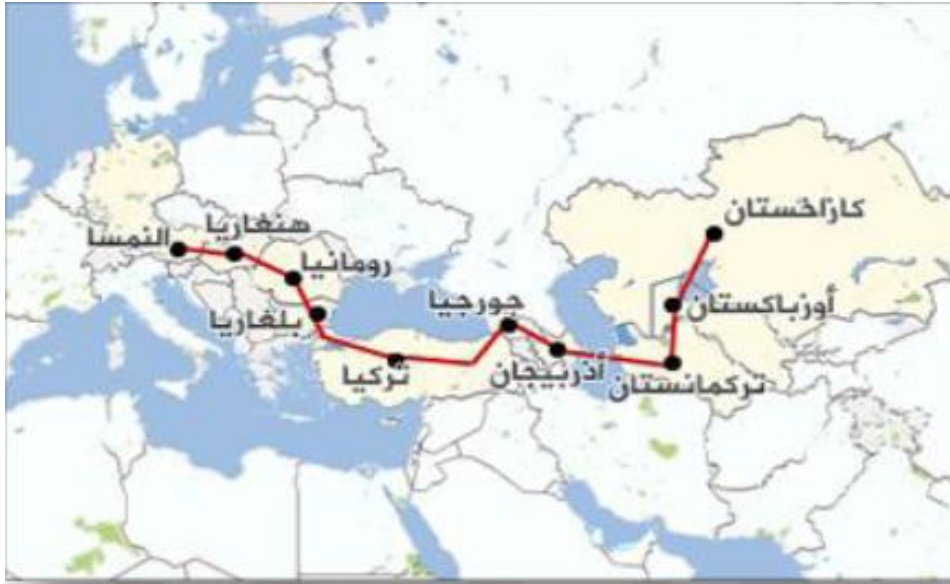 كازاخستان
هنغاريا
النمسا
رومانيا
أوزباكستان
جورجيا
بلغاريا
أذربيجان
تركيا
تركمانستان